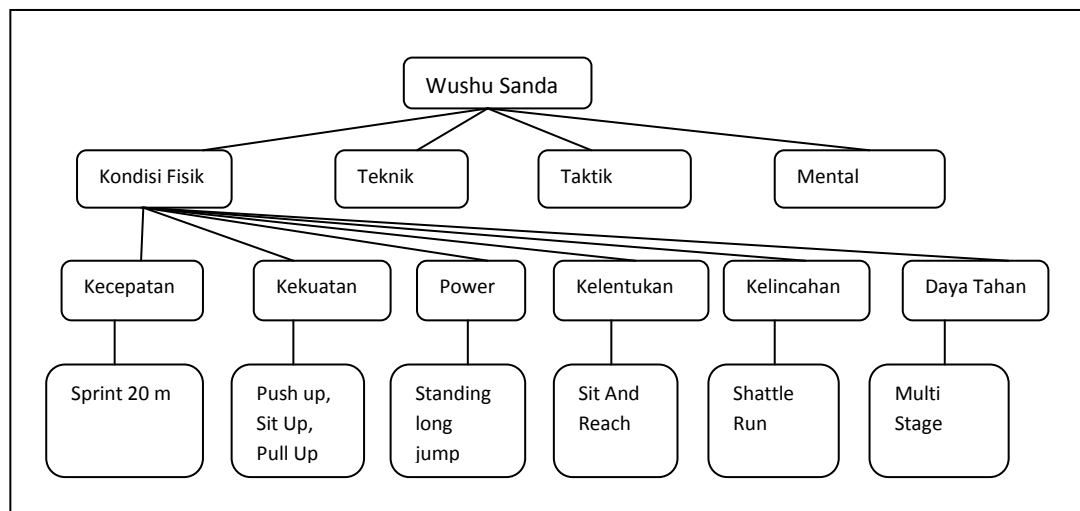 Wushu Sanda
Kondisi Fisik
Teknik
Taktik
Mental
Kecepatan
Kekuatan
Power
Kelentukan
Kelincahan
Daya Tahan
Sprint 20 m
Push up,
Sit Up,
Pull Up
Standing
long
jump
Sit And
Reach
Shattle
Run
Multi
Stage